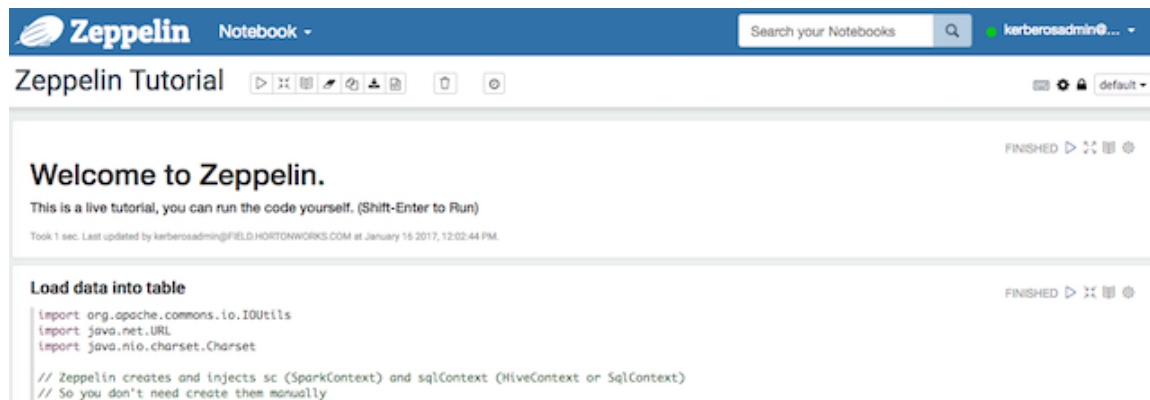 Zeppelin Notebook Search your Notebooks kerberosadmin@...
Zeppelin Tutorial default
FINISHED
Welcome to Zeppelin.
This is a live tutorial, you can run the code yourself. (Shift-Enter to Run)
Took 1 sec. Last updated by kerberosadmin@FIELD.HORTONWORKS.COM at January 16 2017, 12:02:44 PM.
Load data into table FINISHED
import org.apache.commons.io.IOUtils
import java.net.URL
import java.nio.charset.Charset
// Zeppelin creates and injects sc (SparkContext) and sqlContext (HiveContext or SqlContext)
// So you don't need create them manually